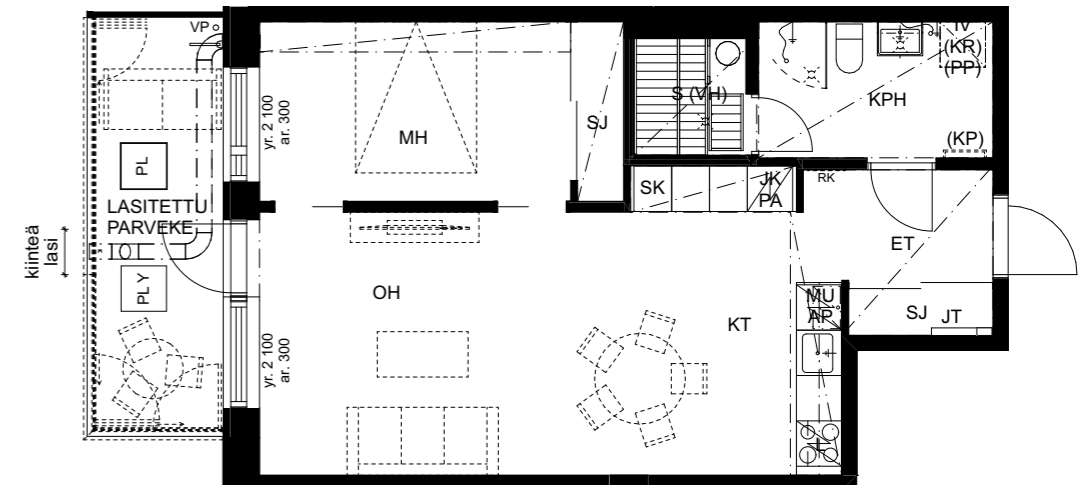 VP
yr. 2 100
ar. 300
MH
SJ
S (VH)
KPH
IV
(KR)
(PP)
(KP)
PL
LASITETTU
PARVEKE
kiinteä
lasi
PLY
SK
JK
PA
RK
ET
SJ
JT
OH
KT
MU
AP
L
yr. 2 100
ar. 300